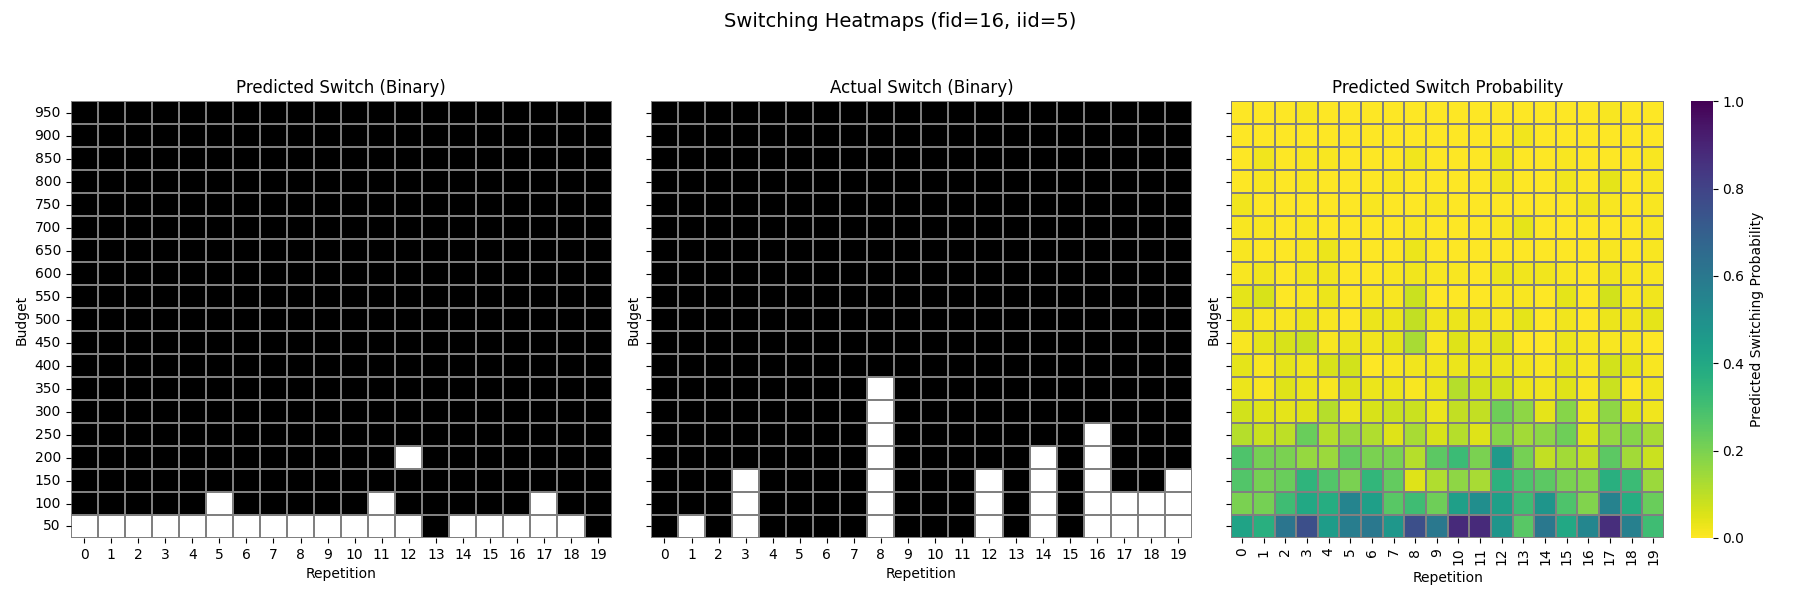 Switching Heatmaps (fid=16, iid=5)
Predicted Switch (Binary)
Budget
950
900
850
800
750
700
650
600
550
500
450
400
350
300
250
200
150
100
50
0 1 2 3 4 5 6 7 8 9 10 11 12 13 14 15 16 17 18 19
Repetition
Actual Switch (Binary)
Budget
0 1 2 3 4 5 6 7 8 9 10 11 12 13 14 15 16 17 18 19
Repetition
Predicted Switch Probability
Budget
0 1 2 3 4 5 6 7 8 9 10 11 12 13 14 15 16 17 18 19
Repetition
1.0
0.8
0.6
0.4
0.2
0.0
Predicted Switching Probability